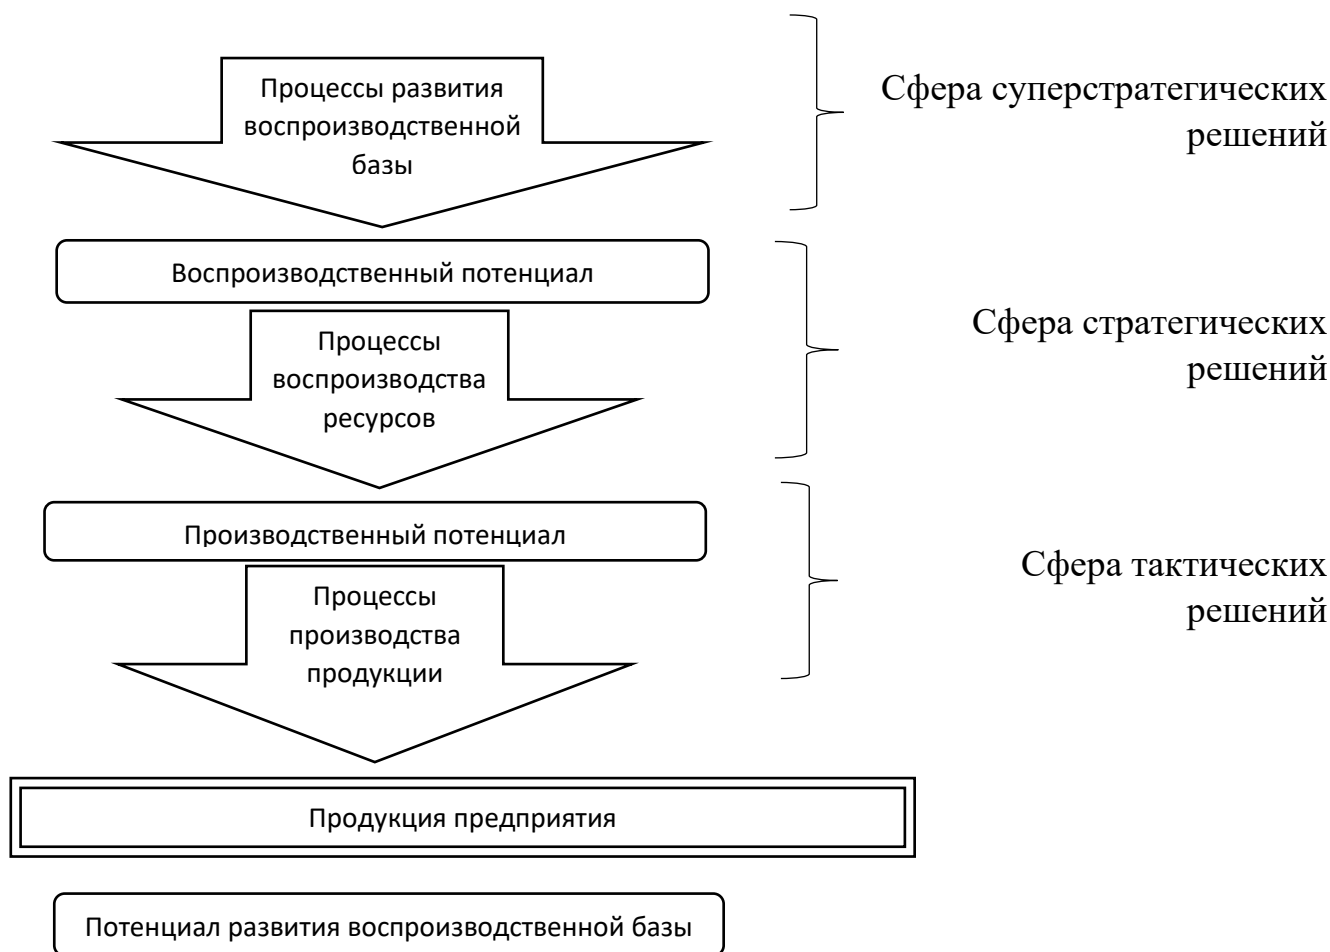 Процессы развития
воспроизводственной
базы
Сфера суперстратегических
решений
Воспроизводственный потенциал
Процессы
воспроизводства
ресурсов
Сфера стратегических
решений
Производственный потенциал
Процессы
производства
продукции
Сфера тактических
решений
Продукция предприятия
Потенциал развития воспроизводственной базы